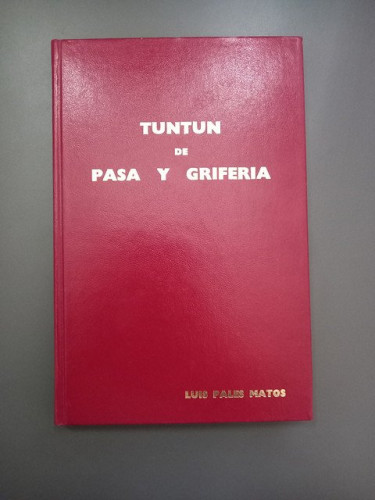 TUNTUN
DE
PASA Y GRIFERIA
LUIS PALES MATOS